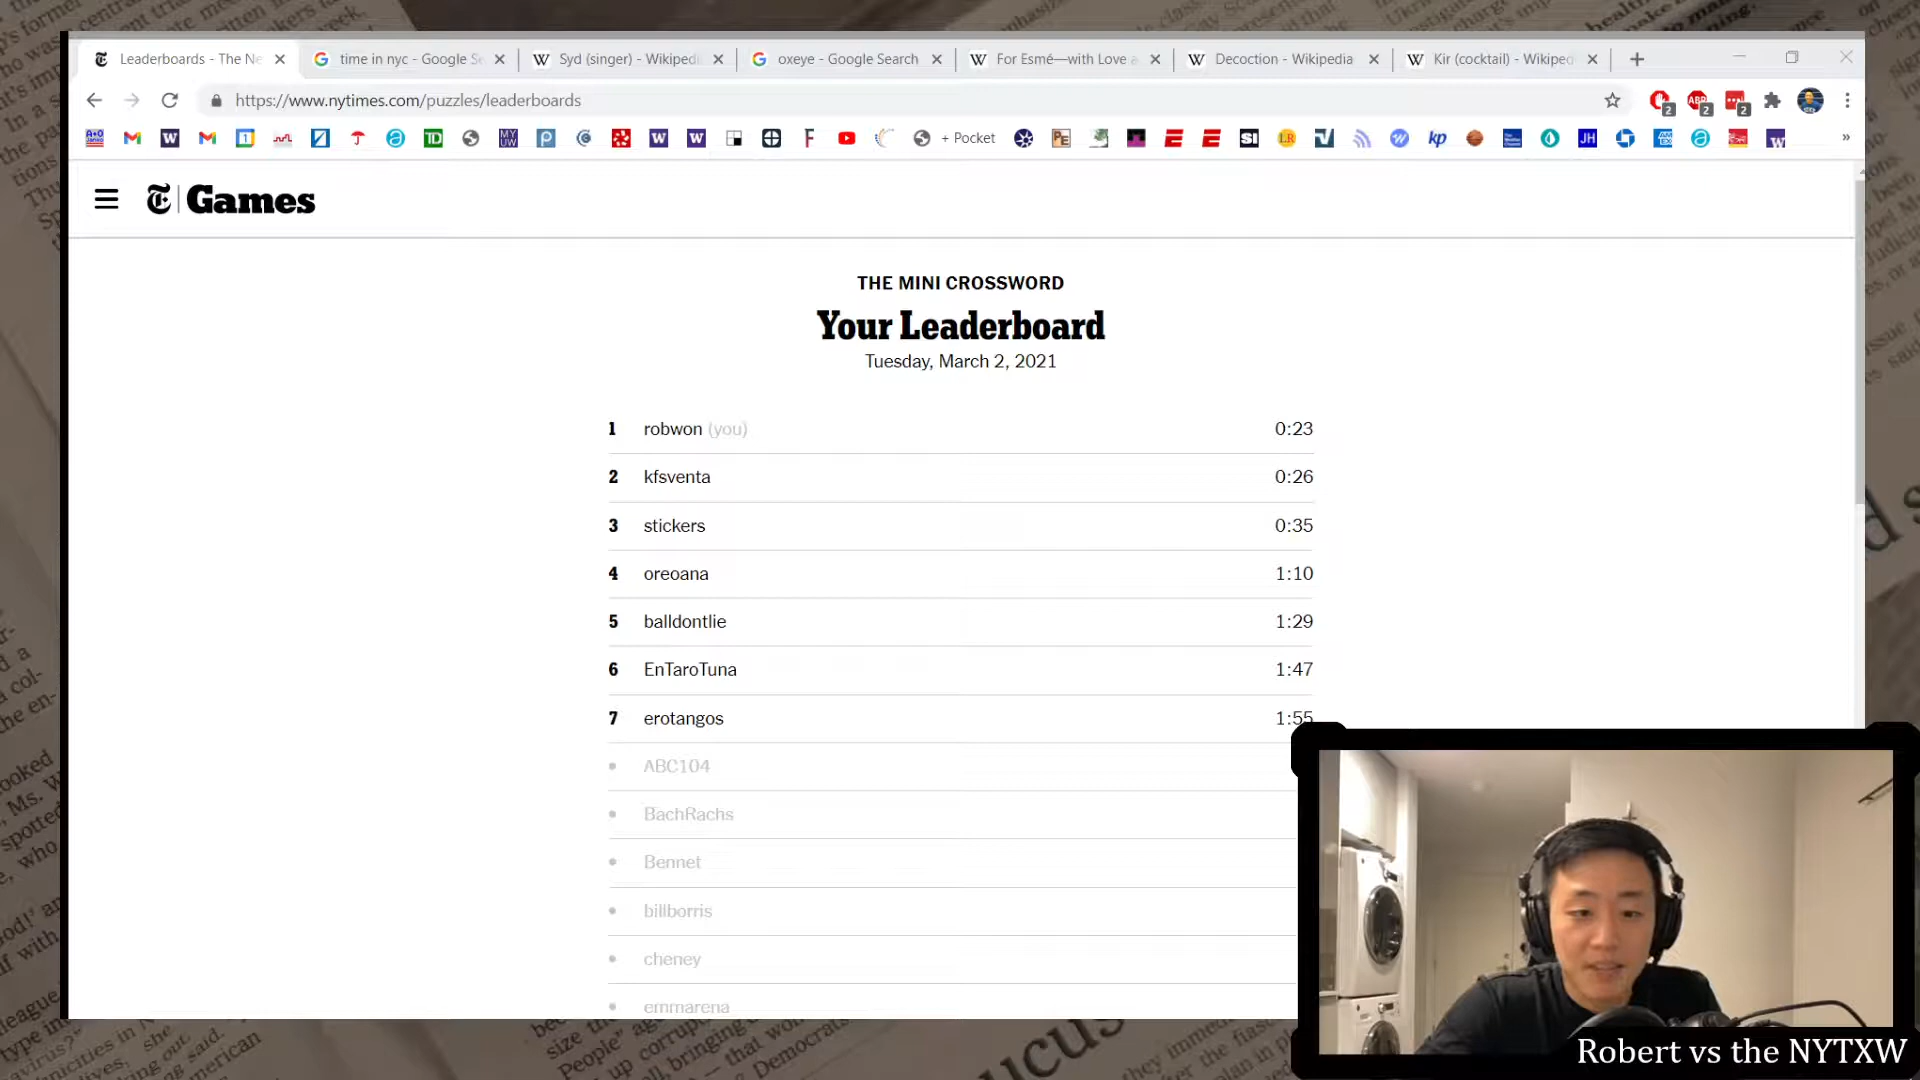 Leaderboards - The Ne
time in nyc - Google Se
Syd (singer) - Wikipedi
oxeye - Google Search
For Esmé—with Love a
Decoction - Wikipedia
Kir (cocktail) - Wikiped
https://www.nytimes.com/puzzles/leaderboards
+ Pocket
Games
THE MINI CROSSWORD
Your Leaderboard
Tuesday, March 2, 2021
1 robwon (you) 0:23
2 kfsventa 0:26
3 stickers 0:35
4 oreoana 1:10
5 balldontlie 1:29
6 EnTaroTuna 1:47
7 erotangos 1:55
• ABC104
• BachRachs
• Bennet
• billborris
• cheney
• emmarena
Robert vs the NYTXW